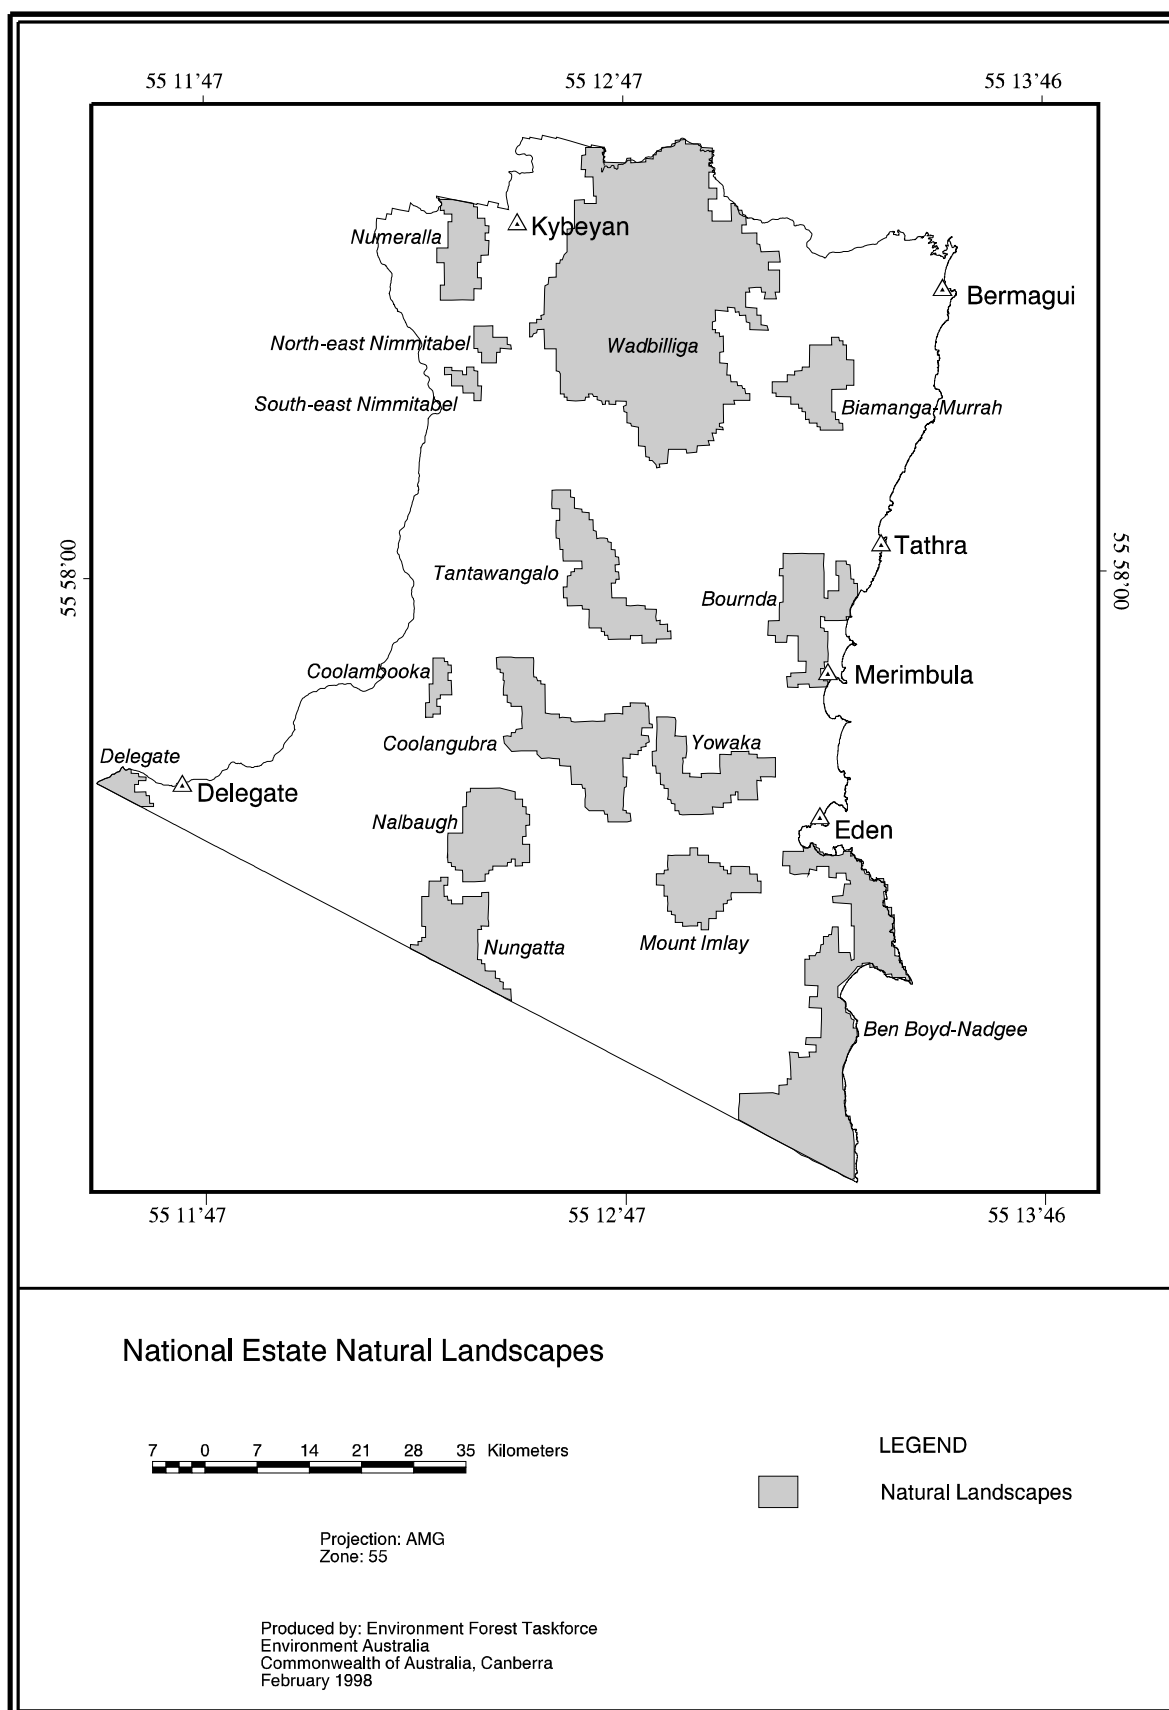 55 11'47
55 12'47
55 13'46
Kybeyan
Numeralla
Bermagui
North-east Nimmitabel
Wadbilliga
South-east Nimmitabel
Biamanga-Murrah
Tathra
55 58'00
55 58'00
Tantawangalo
Bournda
Coolambooka
Merimbula
Coolangubra
Yowaka
Delegate
Delegate
Nalbaugh
Eden
Nungatta
Mount Imlay
Ben Boyd-Nadgee
55 11'47
55 12'47
55 13'46
National Estate Natural Landscapes
7 0 7 14 21 28 35 Kilometers
LEGEND
Natural Landscapes
Projection: AMG
Zone: 55
Produced by: Environment Forest Taskforce
Environment Australia
Commonwealth of Australia, Canberra
February 1998